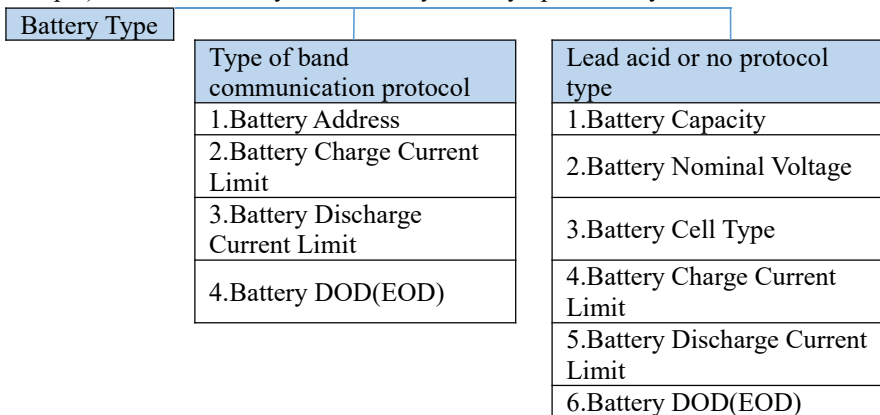 Battery Type
Type of band
communication protocol
1.Battery Address
2.Battery Charge Current
Limit
3.Battery Discharge
Current Limit
4.Battery DOD(EOD)
Lead acid or no protocol
type
1.Battery Capacity
2.Battery Nominal Voltage
3.Battery Cell Type
4.Battery Charge Current
Limit
5.Battery Discharge Current
Limit
6.Battery DOD(EOD)